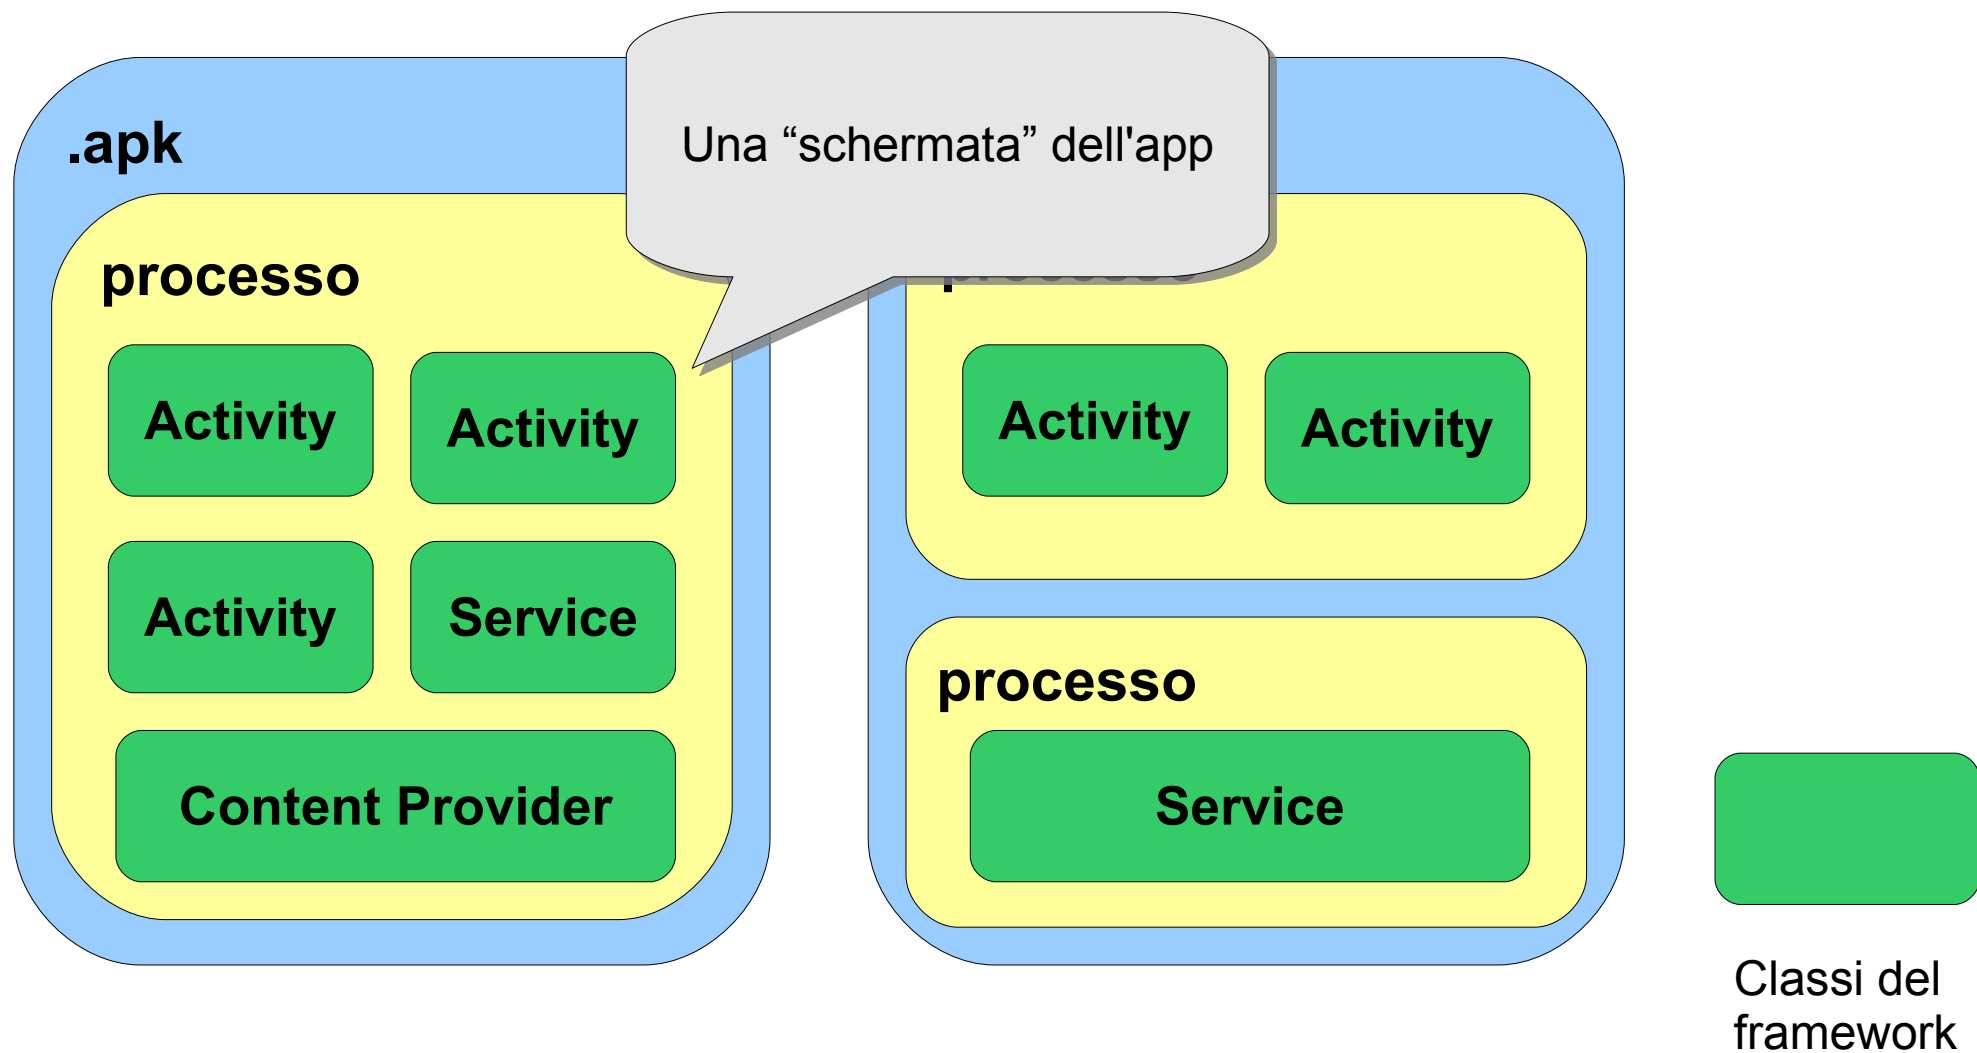 Una “schermata” dell'app
.apk
processo
Activity
Activity
Activity
Service
Content Provider
processo
Activity
Activity
processo
Service
Classi del
framework